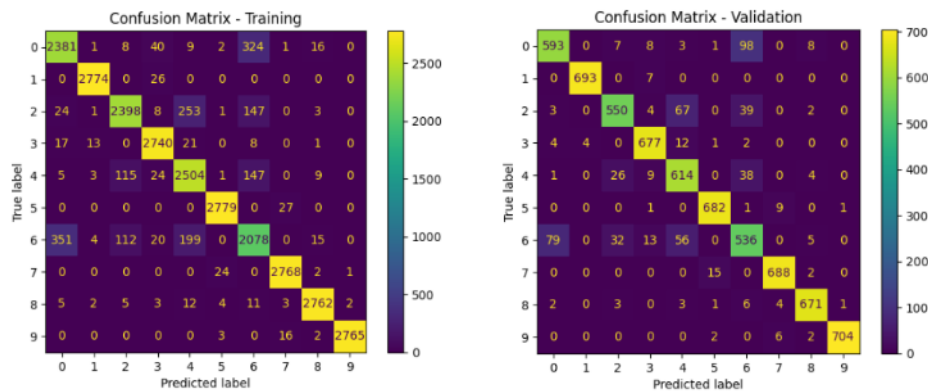 Confusion Matrix - Training
0 2381 1 8 40 9 2 324 1 16 0
1 0 2774 0 26 0 0 0 0 0 0
2 24 1 2398 8 253 0 147 0 3 0
3 17 13 0 2740 21 0 8 0 1 0
4 5 3 115 24 2504 1 147 0 9 0
5 0 0 0 0 0 2779 0 27 0 0
6 351 4 112 20 199 0 2078 0 15 0
7 0 0 0 0 0 24 0 2768 2 1
8 5 2 5 3 12 4 11 3 2762 2
9 0 0 0 0 0 3 0 16 2 2765
0 1 2 3 4 5 6 7 8 9
Predicted label
True label
2500
2000
1500
1000
500
0
Confusion Matrix - Validation
0 593 0 7 8 3 1 98 0 8 0
1 0 693 0 7 0 0 0 0 0 0
2 3 0 550 4 67 0 39 0 2 0
3 4 4 0 677 12 1 2 0 0 0
4 1 0 26 9 614 0 38 0 5 0
5 0 0 0 1 0 682 1 9 0 1
6 79 0 32 13 56 0 536 0 5 0
7 0 0 0 0 0 15 0 688 2 0
8 2 0 3 3 3 1 6 4 671 1
9 0 0 0 0 0 2 0 6 2 704
0 1 2 3 4 5 6 7 8 9
Predicted label
True label
700
600
500
400
300
200
100
0